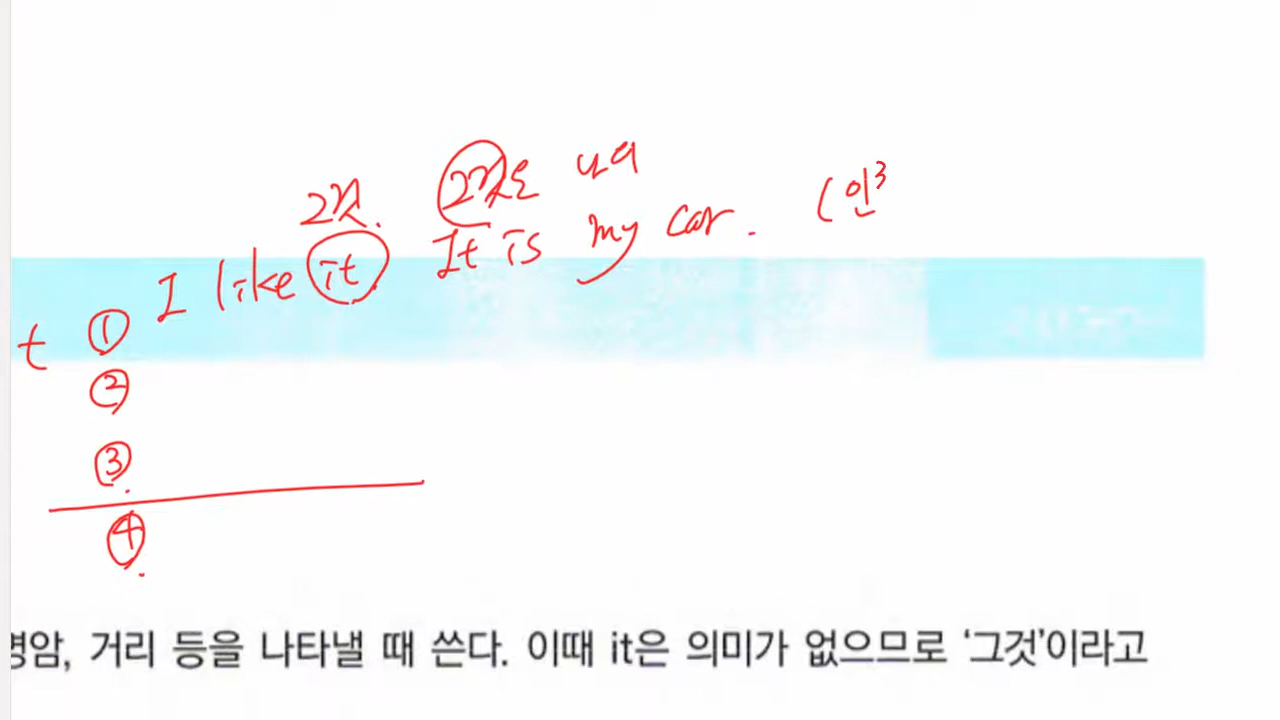 그것. 그것은 나의
I like it. It is my car. (인3
t ①
②
③
④
명암, 거리 등을 나타낼 때 쓴다. 이때 it은 의미가 없으므로 ‘그것’이라고